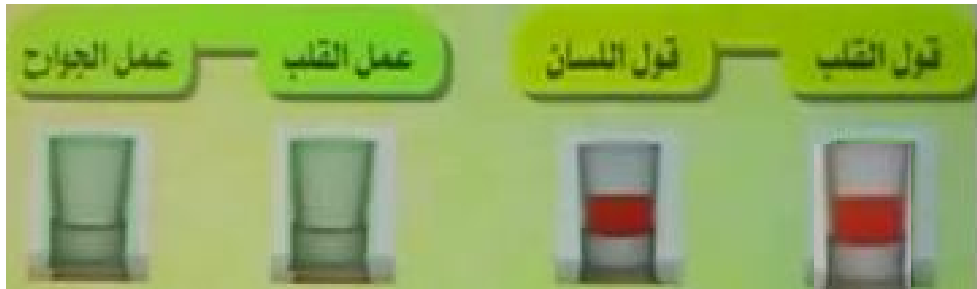 قول القلب
قول اللسان
عمل القلب
عمل الجوارح